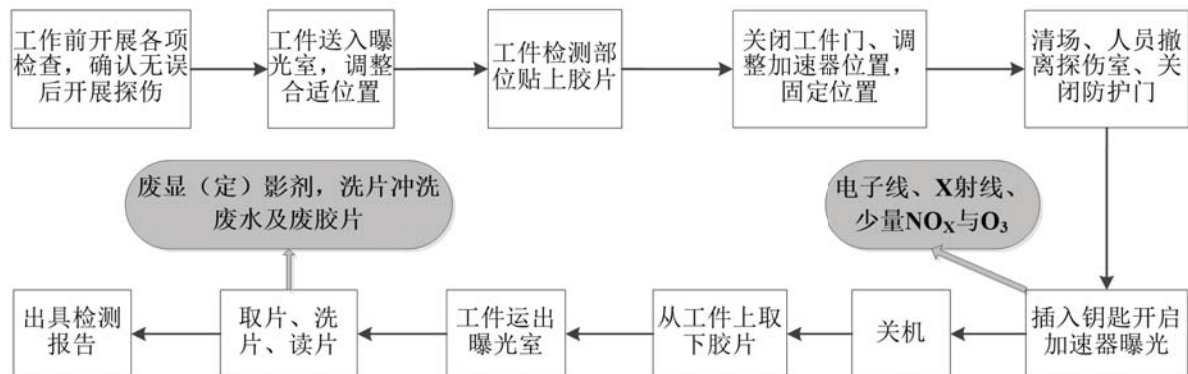 工作前开展各项
检查，确认无误
后开展探伤
工件送入曝
光室，调整
合适位置
工件检测部
位贴上胶片
关闭工件门、调
整加速器位置，
固定位置
清场、人员撤
离探伤室、关
闭防护门
废显（定）影剂，洗片冲洗
废水及废胶片
电子线、X射线、
少量NOX与O3
出具检测
报告
取片、洗
片、读片
工件运出
曝光室
从工件上取
下胶片
关机
插入钥匙开启
加速器曝光